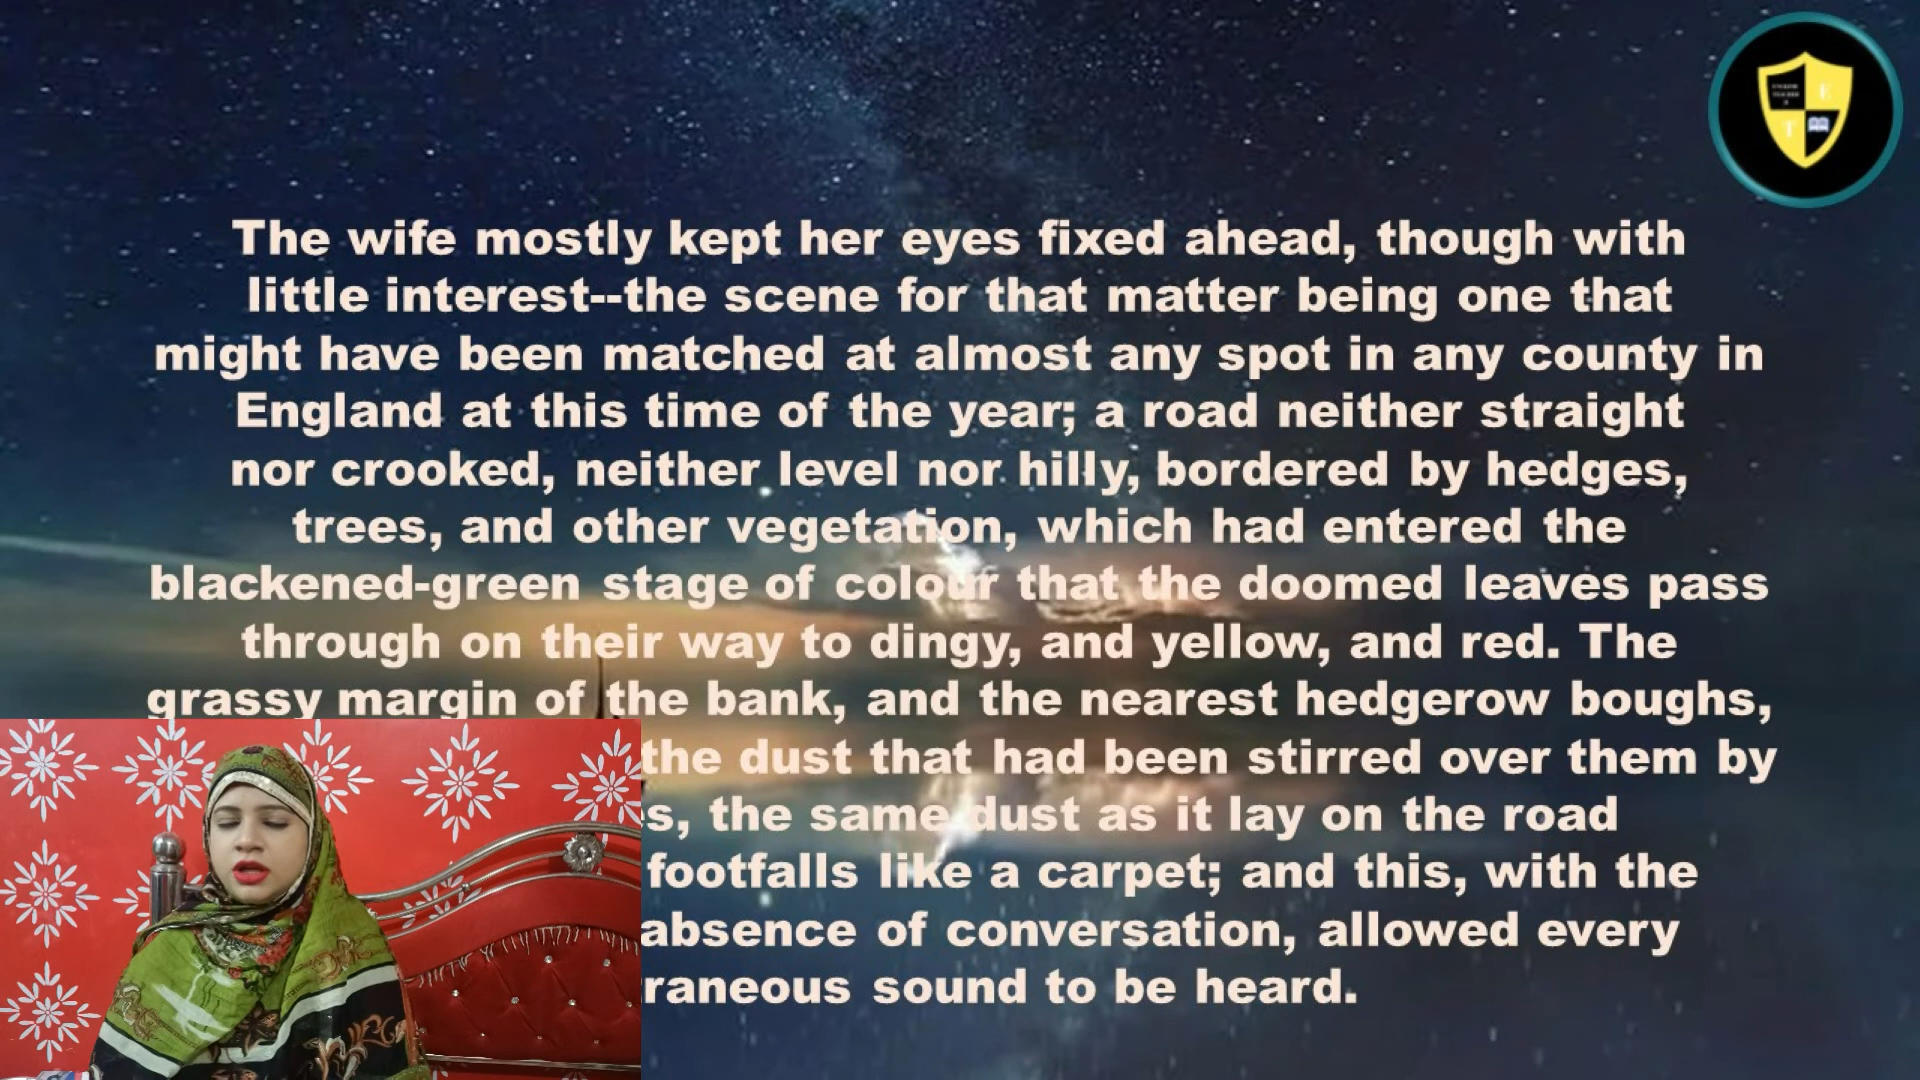 The wife mostly kept her eyes fixed ahead, though with
little interest--the scene for that matter being one that
might have been matched at almost any spot in any county in
England at this time of the year; a road neither straight
nor crooked, neither level nor hilly, bordered by hedges,
trees, and other vegetation, which had entered the
blackened-green stage of colour that the doomed leaves pass
through on their way to dingy, and yellow, and red. The
grassy margin of the bank, and the nearest hedgerow boughs,
the dust that had been stirred over them by
the same dust as it lay on the road
footfalls like a carpet; and this, with the
absence of conversation, allowed every
sound to be heard.
E
T